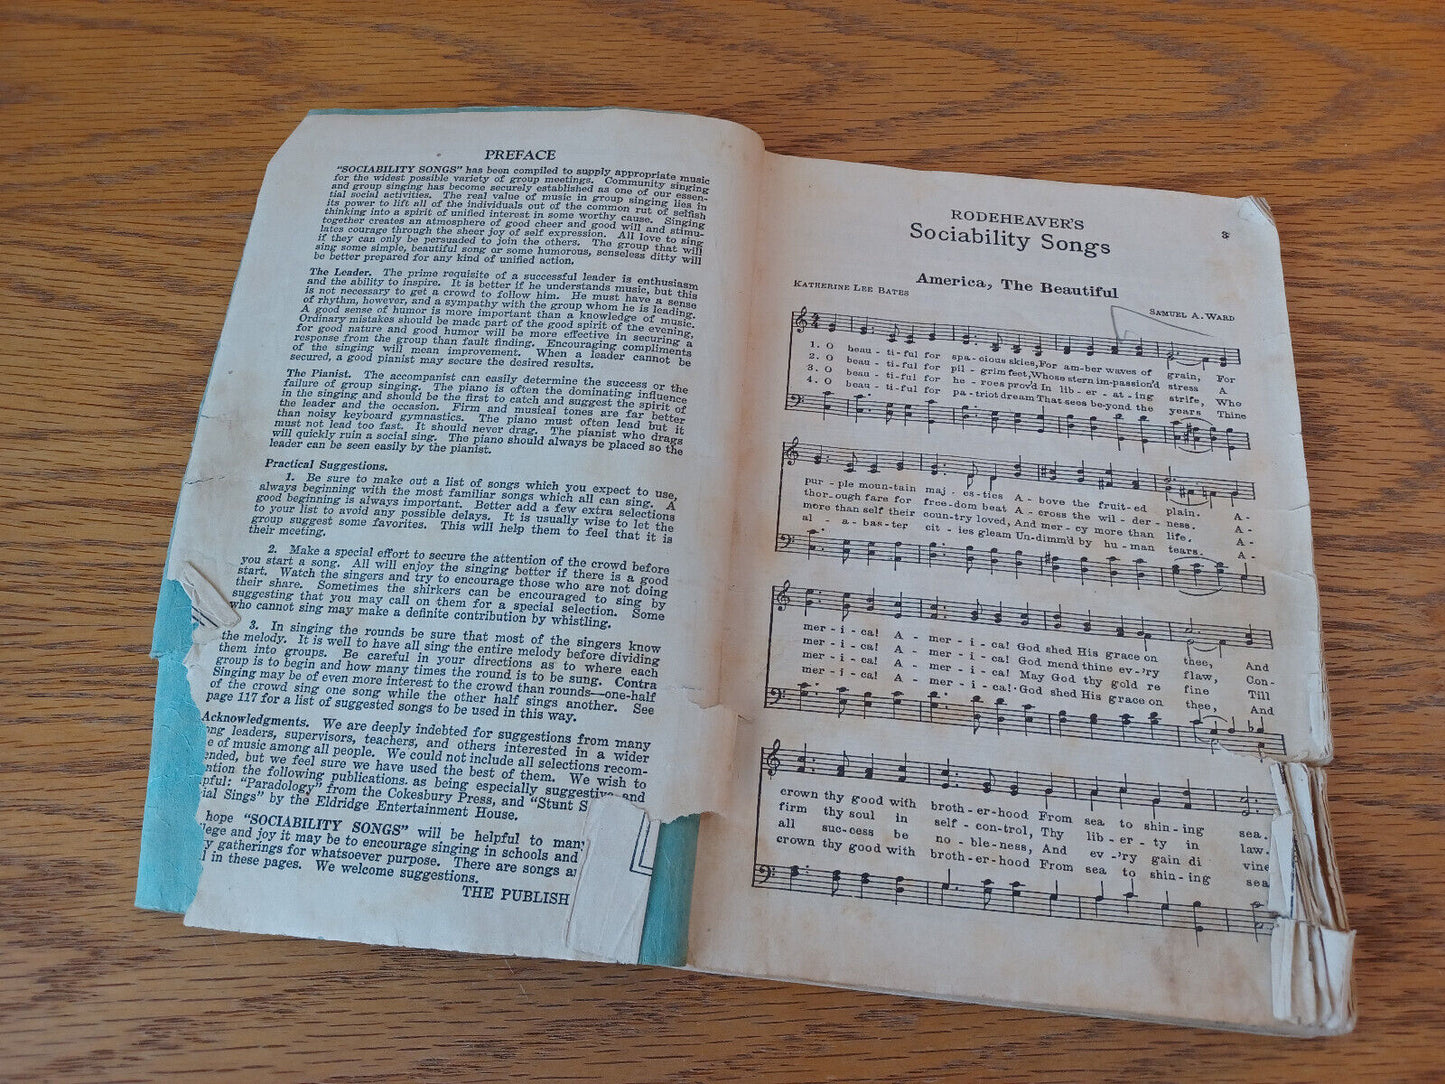 PREFACE
"SOCIABILITY SONGS" has been compiled to supply appropriate music
for the widest possible variety of group meetings. Community singing
and group singing has become securely established as one of our essen-
tial social activities. The real value of music in group singing lies in
its power to lift all of the individuals out of the common rut of selfish
thinking into a spirit of unified interest in some worthy cause. Singing
together creates an atmosphere of good cheer and good will and stimu-
lates courage through the sheer joy of self expression. All love to sing
if they can only be persuaded to join the others. The group that will
sing some simple, beautiful song or some humorous, senseless ditty will
be better prepared for any kind of unified action.
The Leader. The prime requisite of a successful leader is enthusiasm
and the ability to inspire. It is better if he understands music, but this
is not necessary to get a crowd to follow him. He must have a sense
of rhythm, however, and a sympathy with the group whom he is leading.
A good sense of humor is more important than a knowledge of music.
Ordinary mistakes should be made part of the good spirit of the evening,
for good nature and good humor will be more effective in securing a
response from the group than fault finding. Encouraging compliments
of the singing will mean improvement. When a leader cannot be
secured, a good pianist may secure the desired results.
The Pianist. The accompanist can easily determine the success or the
failure of group singing. The piano is often the dominating influence
in the singing and should be the first to catch and suggest the spirit of
the leader and the occasion. Firm and musical tones are far better
than noisy keyboard gymnastics. The piano must often lead but it
must not lead too fast. It should never drag. The pianist who drags
will quickly ruin a social sing. The piano should always be placed so the
leader can be seen easily by the pianist.
Practical Suggestions.
1. Be sure to make out a list of songs which you expect to use,
always beginning with the most familiar songs which all can sing. A
good beginning is always important. Better add a few extra selections
to your list to avoid any possible delays. It is usually wise to let the
group suggest some favorites. This will help them to feel that it is
their meeting.
2. Make a special effort to secure the attention of the crowd before
you start a song. All will enjoy the singing better if there is a good
start. Watch the singers and try to encourage those who are not doing
their share. Sometimes the shirkers can be encouraged to sing by
suggesting that you may call on them for a special selection. Some
who cannot sing may make a definite contribution by whistling.
3. In singing the rounds be sure that most of the singers know
the melody. It is well to have all sing the entire melody before dividing
them into groups. Be careful in your directions as to where each
group is to begin and how many times the round is to be sung. Contra
Singing may be of even more interest to the crowd than rounds—one-half
of the crowd sing one song while the other half sings another. See
page 117 for a list of suggested songs to be used in this way.
Acknowledgments. We are deeply indebted for suggestions from many
ng leaders, supervisors, teachers, and others interested in a wider
e of music among all people. We could not include all selections recom-
ended, but we feel sure we have used the best of them. We wish to
ntion the following publications as being especially suggestive and
pful: "Paradology" from the Cokesbury Press, and "Stunt S
ial Sings" by the Eldridge Entertainment House.
hope "SOCIABILITY SONGS" will be helpful to many
ege and joy it may be to encourage singing in schools and
y gatherings for whatsoever purpose. There are songs a
l in these pages. We welcome suggestions.
THE PUBLISH
3
RODEHEAVER'S
Sociability Songs
America, The Beautiful
KATHERINE LEE BATES
SAMUEL A. WARD
1. O beau - ti - ful for spa - cious skies, For am - ber waves of grain, For
2. O beau - ti - ful for pil - grim feet, Whose stern im-passion'd stress A
3. O beau - ti - ful for he - roes prov'd In lib - er - at - ing strife, Who
4. O beau - ti - ful for pa - triot dream That sees be-yond the years Thine
pur - ple moun-tain maj - es-ties A - bove the fruit-ed plain. A-
thor-ough fare for free-dom beat A - cross the wil - der - ness. A-
more than self their coun-try loved, And mer-cy more than life. A-
al - a - bas - ter cit - ies gleam Un-dimm'd by hu - man tears. A-
mer - i - ca! A - mer - i - ca! God shed His grace on thee, And
mer - i - ca! A - mer - i - ca! God mend thine ev-'ry flaw, Con-
mer - i - ca! A - mer - i - ca! May God thy gold re fine Till
mer - i - ca! A - mer - i - ca! God shed His grace on thee, And
crown thy good with broth - er-hood From sea to shin - ing sea.
firm thy soul in self - con-trol, Thy lib - er - ty in law.
all suc-cess be no - ble-ness, And ev - 'ry gain di vine
crown thy good with broth-er-hood From sea to shin - ing sea